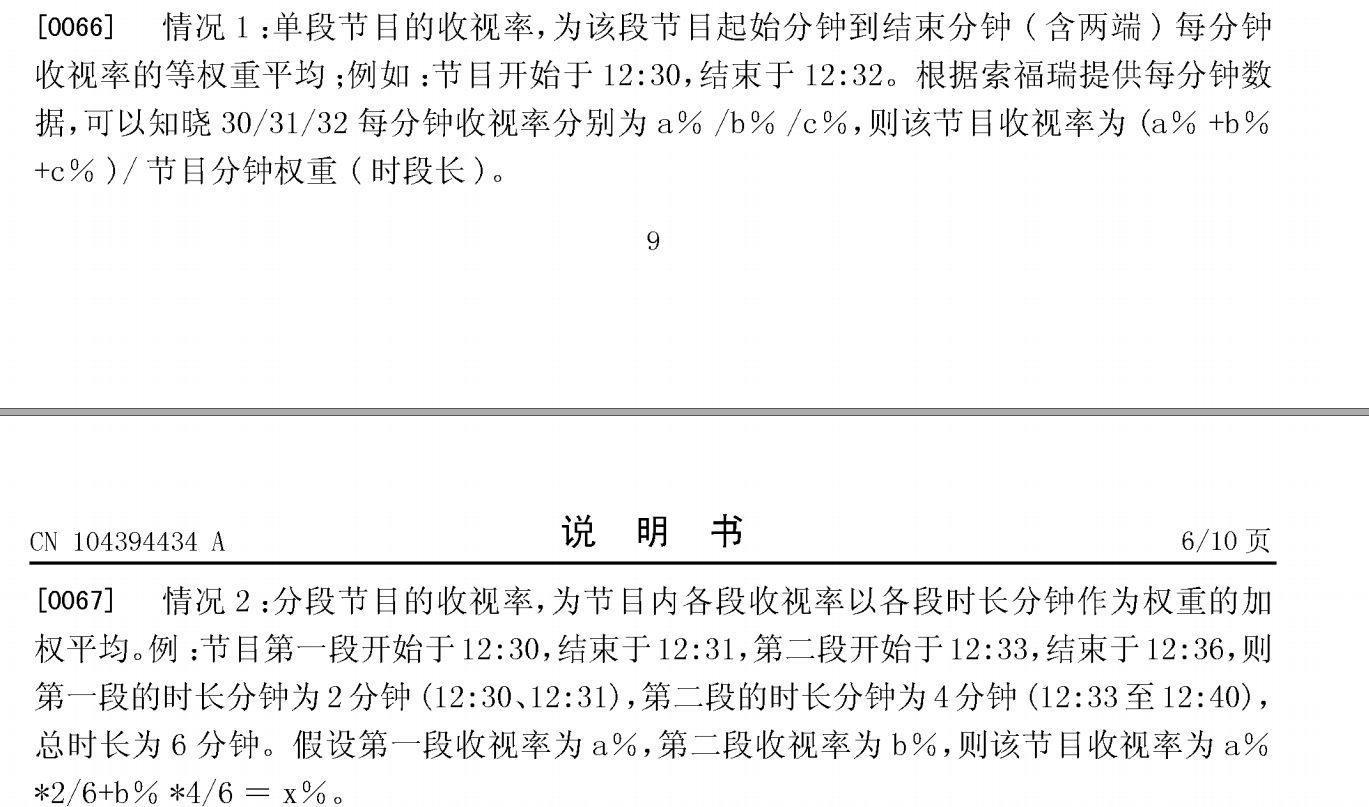 [0066] 情况 1 :单段节目的收视率,为该段节目起始分钟到结束分钟 ( 含两端 ) 每分钟
收视率的等权重平均 ;例如 :节目开始于 12:30,结束于 12:32。根据索福瑞提供每分钟数
据,可以知晓 30/31/32 每分钟收视率分别为 a% /b% /c%,则该节目收视率为 (a% +b%
+c% )/ 节目分钟权重 ( 时段长 )。
9
说 明 书
CN 104394434 A
6/10 页
[0067] 情况 2 :分段节目的收视率,为节目内各段收视率以各段时长分钟作为权重的加
权平均。例 :节目第一段开始于 12:30,结束于 12:31,第二段开始于 12:33,结束于 12:36,则
第一段的时长分钟为 2 分钟 (12:30、12:31),第二段的时长分钟为 4 分钟 (12:33 至 12:40),
总时长为 6 分钟。假设第一段收视率为 a%,第二段收视率为 b%,则该节目收视率为 a%
*2/6+b% *4/6 = x%。